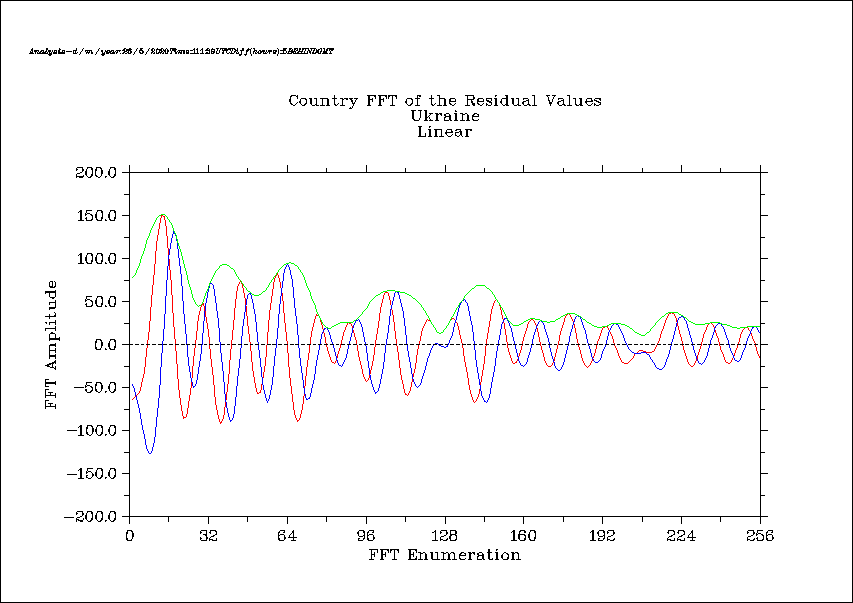 Analysis-d/m/year:
Country FFT of the Residual Values
Ukraine
Linear
200.0
150.0
100.0
50.0
0.0
-50.0
-100.0
-150.0
-200.0
FFT Amplitude
0 32 64 96 128 160 192 224 256
FFT Enumeration